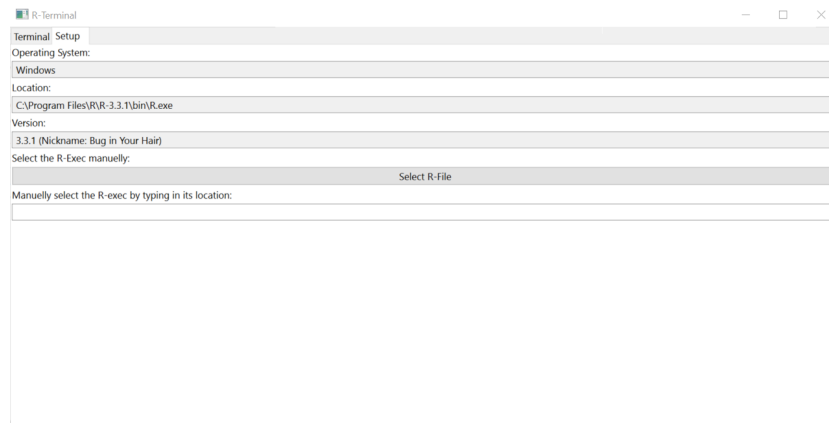 R-Terminal
Terminal Setup
Operating System:
Windows
Location:
C:\Program Files\R\R-3.3.1\bin\R.exe
Version:
3.3.1 (Nickname: Bug in Your Hair)
Select the R-Exec manuelly:
Select R-File
Manuelly select the R-exec by typing in its location: